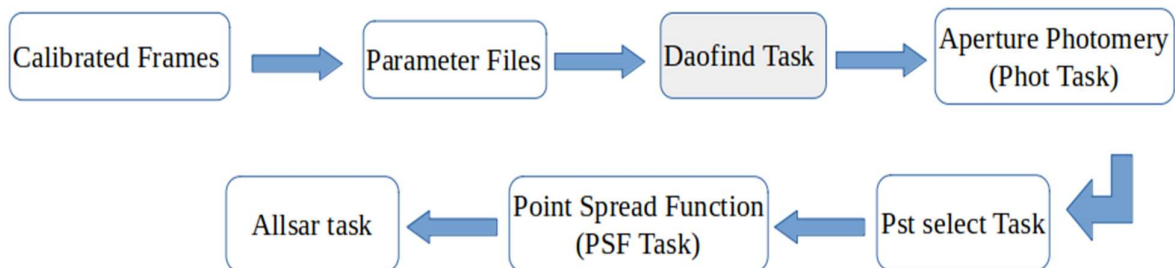 Calibrated Frames
Parameter Files
Daofind Task
Aperture Photomery
(Phot Task)
Pst select Task
Point Spread Function
(PSF Task)
Allsar task